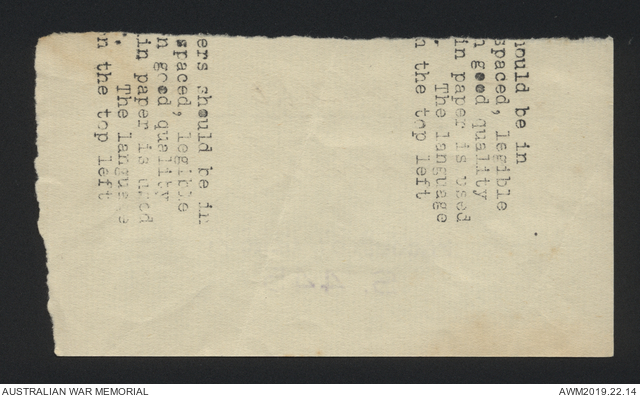 ers should be in
spaced, legible
n good quality
in paper is used
. The language
n the top left
hould be in
spaced, legible
n good quality
in paper is used
. The language
n the top left
AUSTRALIAN WAR MEMORIAL
AWM2019.22.14